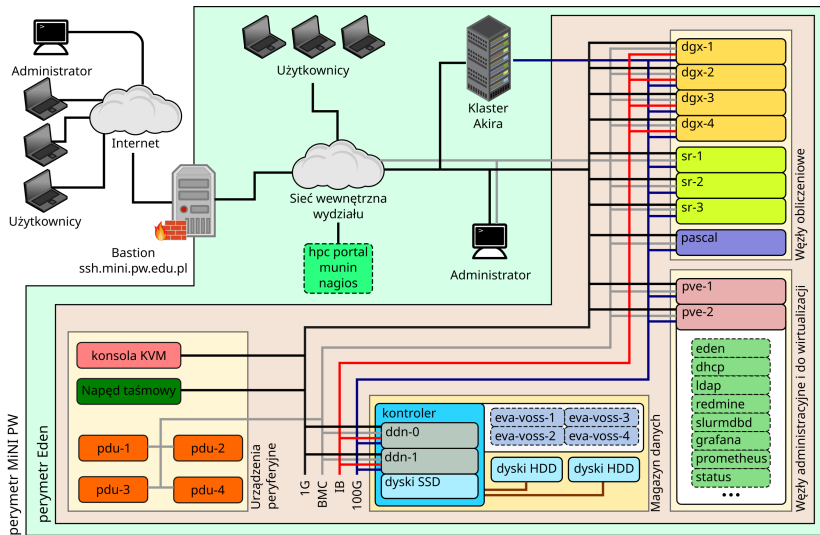 Administrator
Użytkownicy
Internet
Bastion
ssh.mini.pw.edu.pl
Użytkownicy
Klaster
Akira
Sieć wewnętrzna
wydziału
hpc portal
munin
nagios
Administrator
dgx-1
dgx-2
dgx-3
dgx-4
sr-1
sr-2
sr-3
pascal
Węzły obliczeniowe
pve-1
pve-2
eden
dhcp
ldap
redmine
slurmdbd
grafana
prometheus
status
•••
Węzły administracyjne i do wirtualizacji
konsola KVM
Napęd taśmowy
pdu-1
pdu-2
pdu-3
pdu-4
Urządzenia
peryferyjne
1G
BMC
IB
100G
kontroler
ddn-0
ddn-1
dyski SSD
eva-voss-1
eva-voss-3
eva-voss-2
eva-voss-4
dyski HDD
dyski HDD
Magazyn danych
perymetr MiNI PW
perymetr Eden